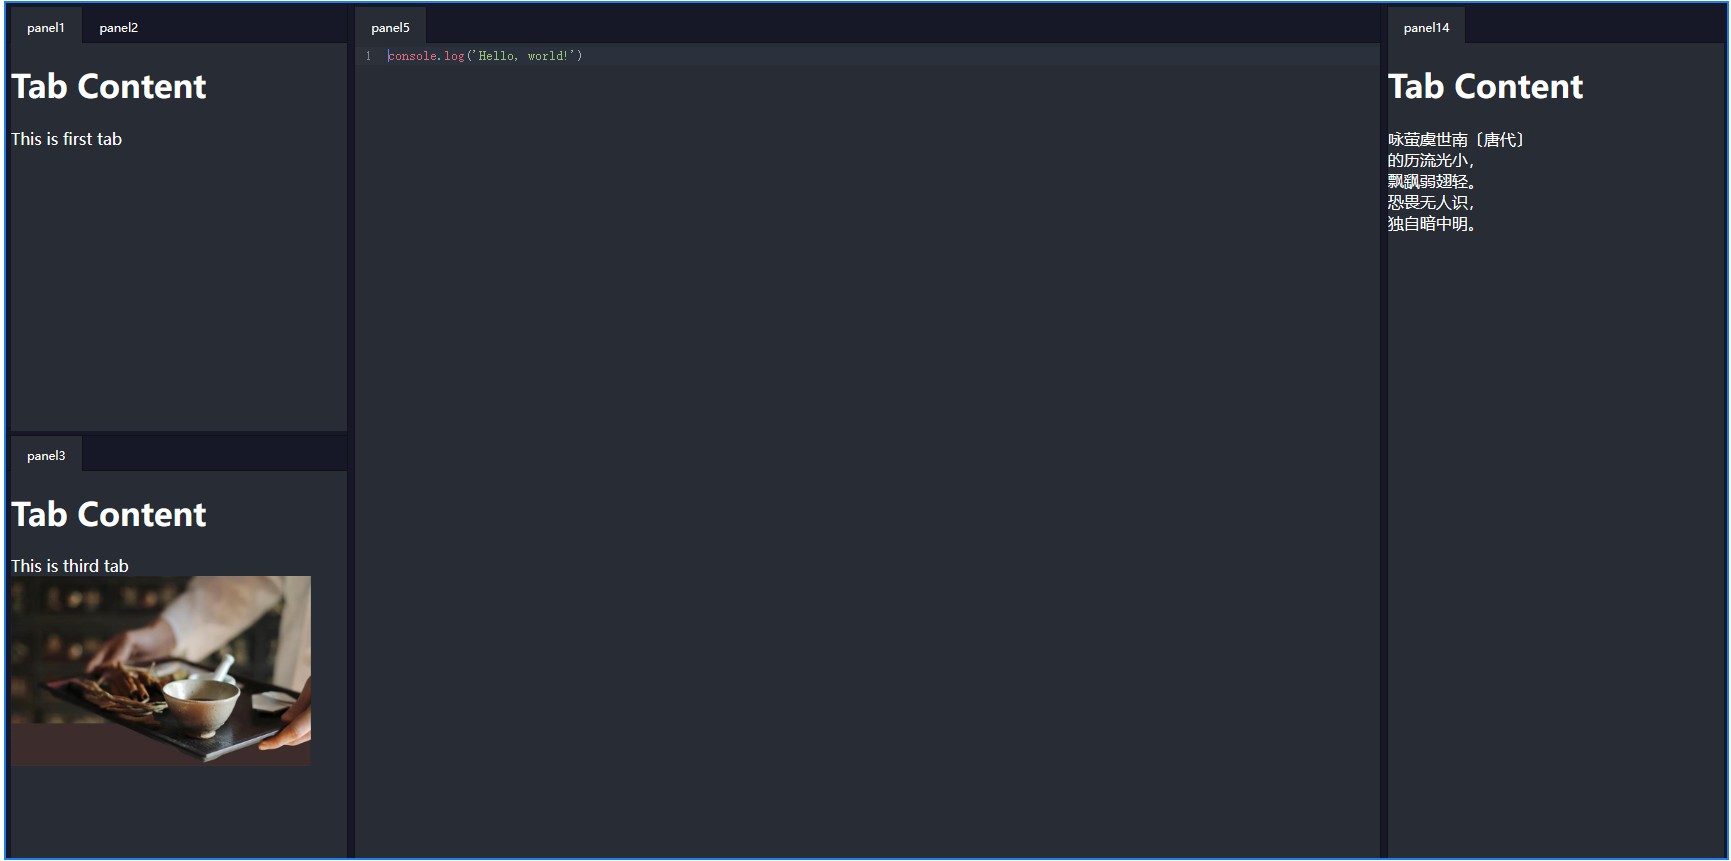 panel1 panel2
Tab Content
This is first tab
panel3
Tab Content
This is third tab
panel5
1 console.log('Hello, world!')
panel14
Tab Content
咏萤虞世南〔唐代〕
的历流光小，
飘飖弱翅轻。
恐畏无人识，
独自暗中明。